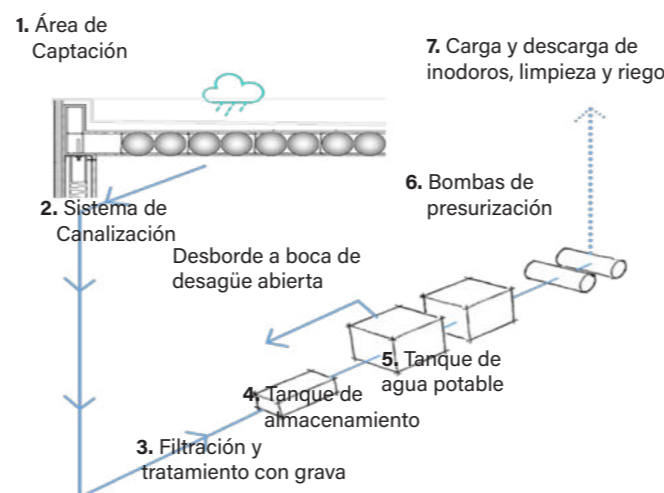 1. Área de
Captación
7. Carga y descarga de
inodoros, limpieza y riego
6. Bombas de
presurización
2. Sistema de
Canalización
Desborde a boca de
desagüe abierta
5. Tanque de
agua potable
4. Tanque de
almacenamiento
3. Filtración y
tratamiento con grava